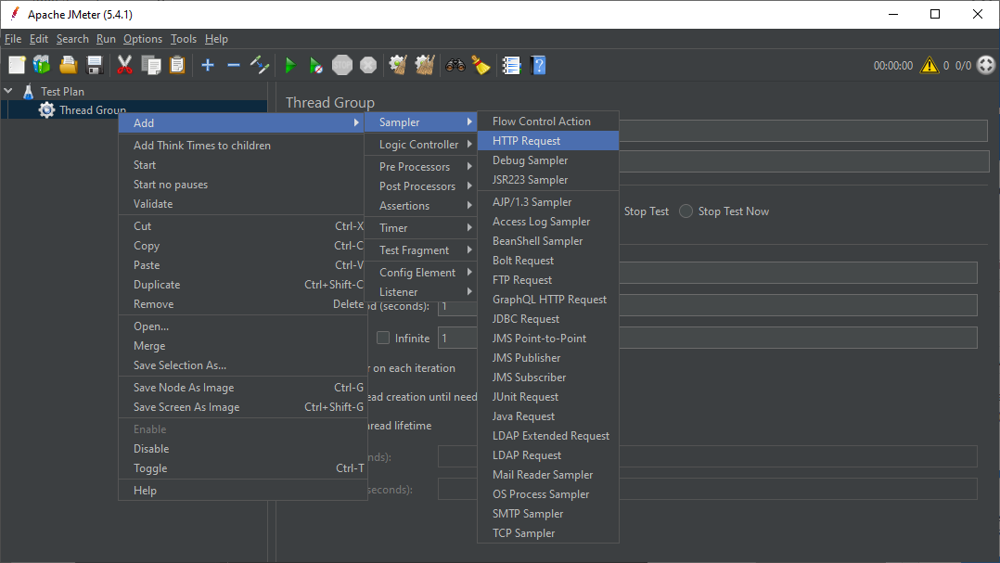 Apache JMeter (5.4.1)
File Edit Search Run Options Tools Help
00:00:00 0 0/0
Test Plan
Thread Group
Thread Group
Add
Add Think Times to children
Start
Start no pauses
Validate
Cut Ctrl-X
Copy Ctrl-C
Paste Ctrl-V
Duplicate Ctrl+Shift-C
Remove Delete
Open...
Merge
Save Selection As...
Save Node As Image Ctrl-G
Save Screen As Image Ctrl+Shift-G
Enable
Disable
Toggle Ctrl-T
Help
Sampler
Logic Controller
Pre Processors
Post Processors
Assertions
Timer
Test Fragment
Config Element
Listener
Flow Control Action
HTTP Request
Debug Sampler
JSR223 Sampler
AJP/1.3 Sampler
Access Log Sampler
BeanShell Sampler
Bolt Request
FTP Request
GraphQL HTTP Request
JDBC Request
JMS Point-to-Point
JMS Publisher
JMS Subscriber
JUnit Request
Java Request
LDAP Extended Request
LDAP Request
Mail Reader Sampler
OS Process Sampler
SMTP Sampler
TCP Sampler
Stop Test Stop Test Now
(seconds): 1
Infinite 1
on each iteration
creation until
lifetime
seconds):